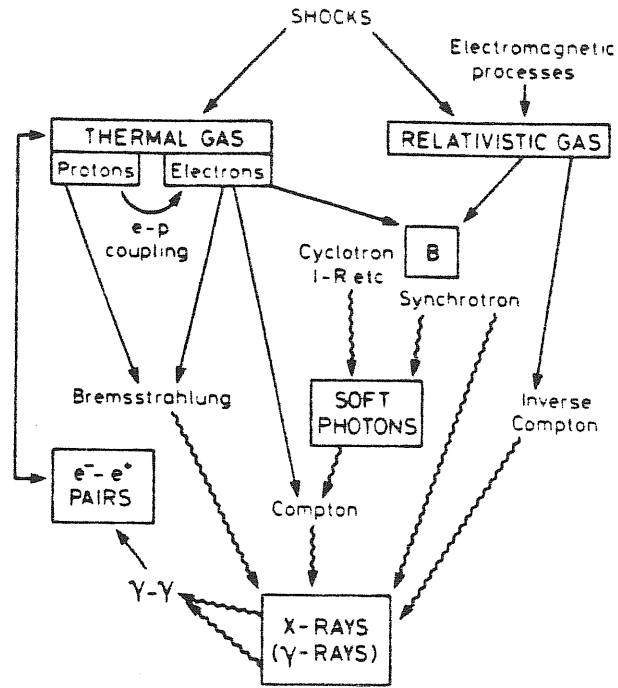 SHOCKS
Electromagnetic
processes
THERMAL GAS
RELATIVISTIC GAS
Protons
Electrons
e-p
coupling
B
Cyclotron
I-R etc
Synchrotron
Bremsstrahlung
SOFT
PHOTONS
Inverse
Compton
e⁻-e⁺
PAIRS
Compton
γ-γ
X-RAYS
(γ-RAYS)